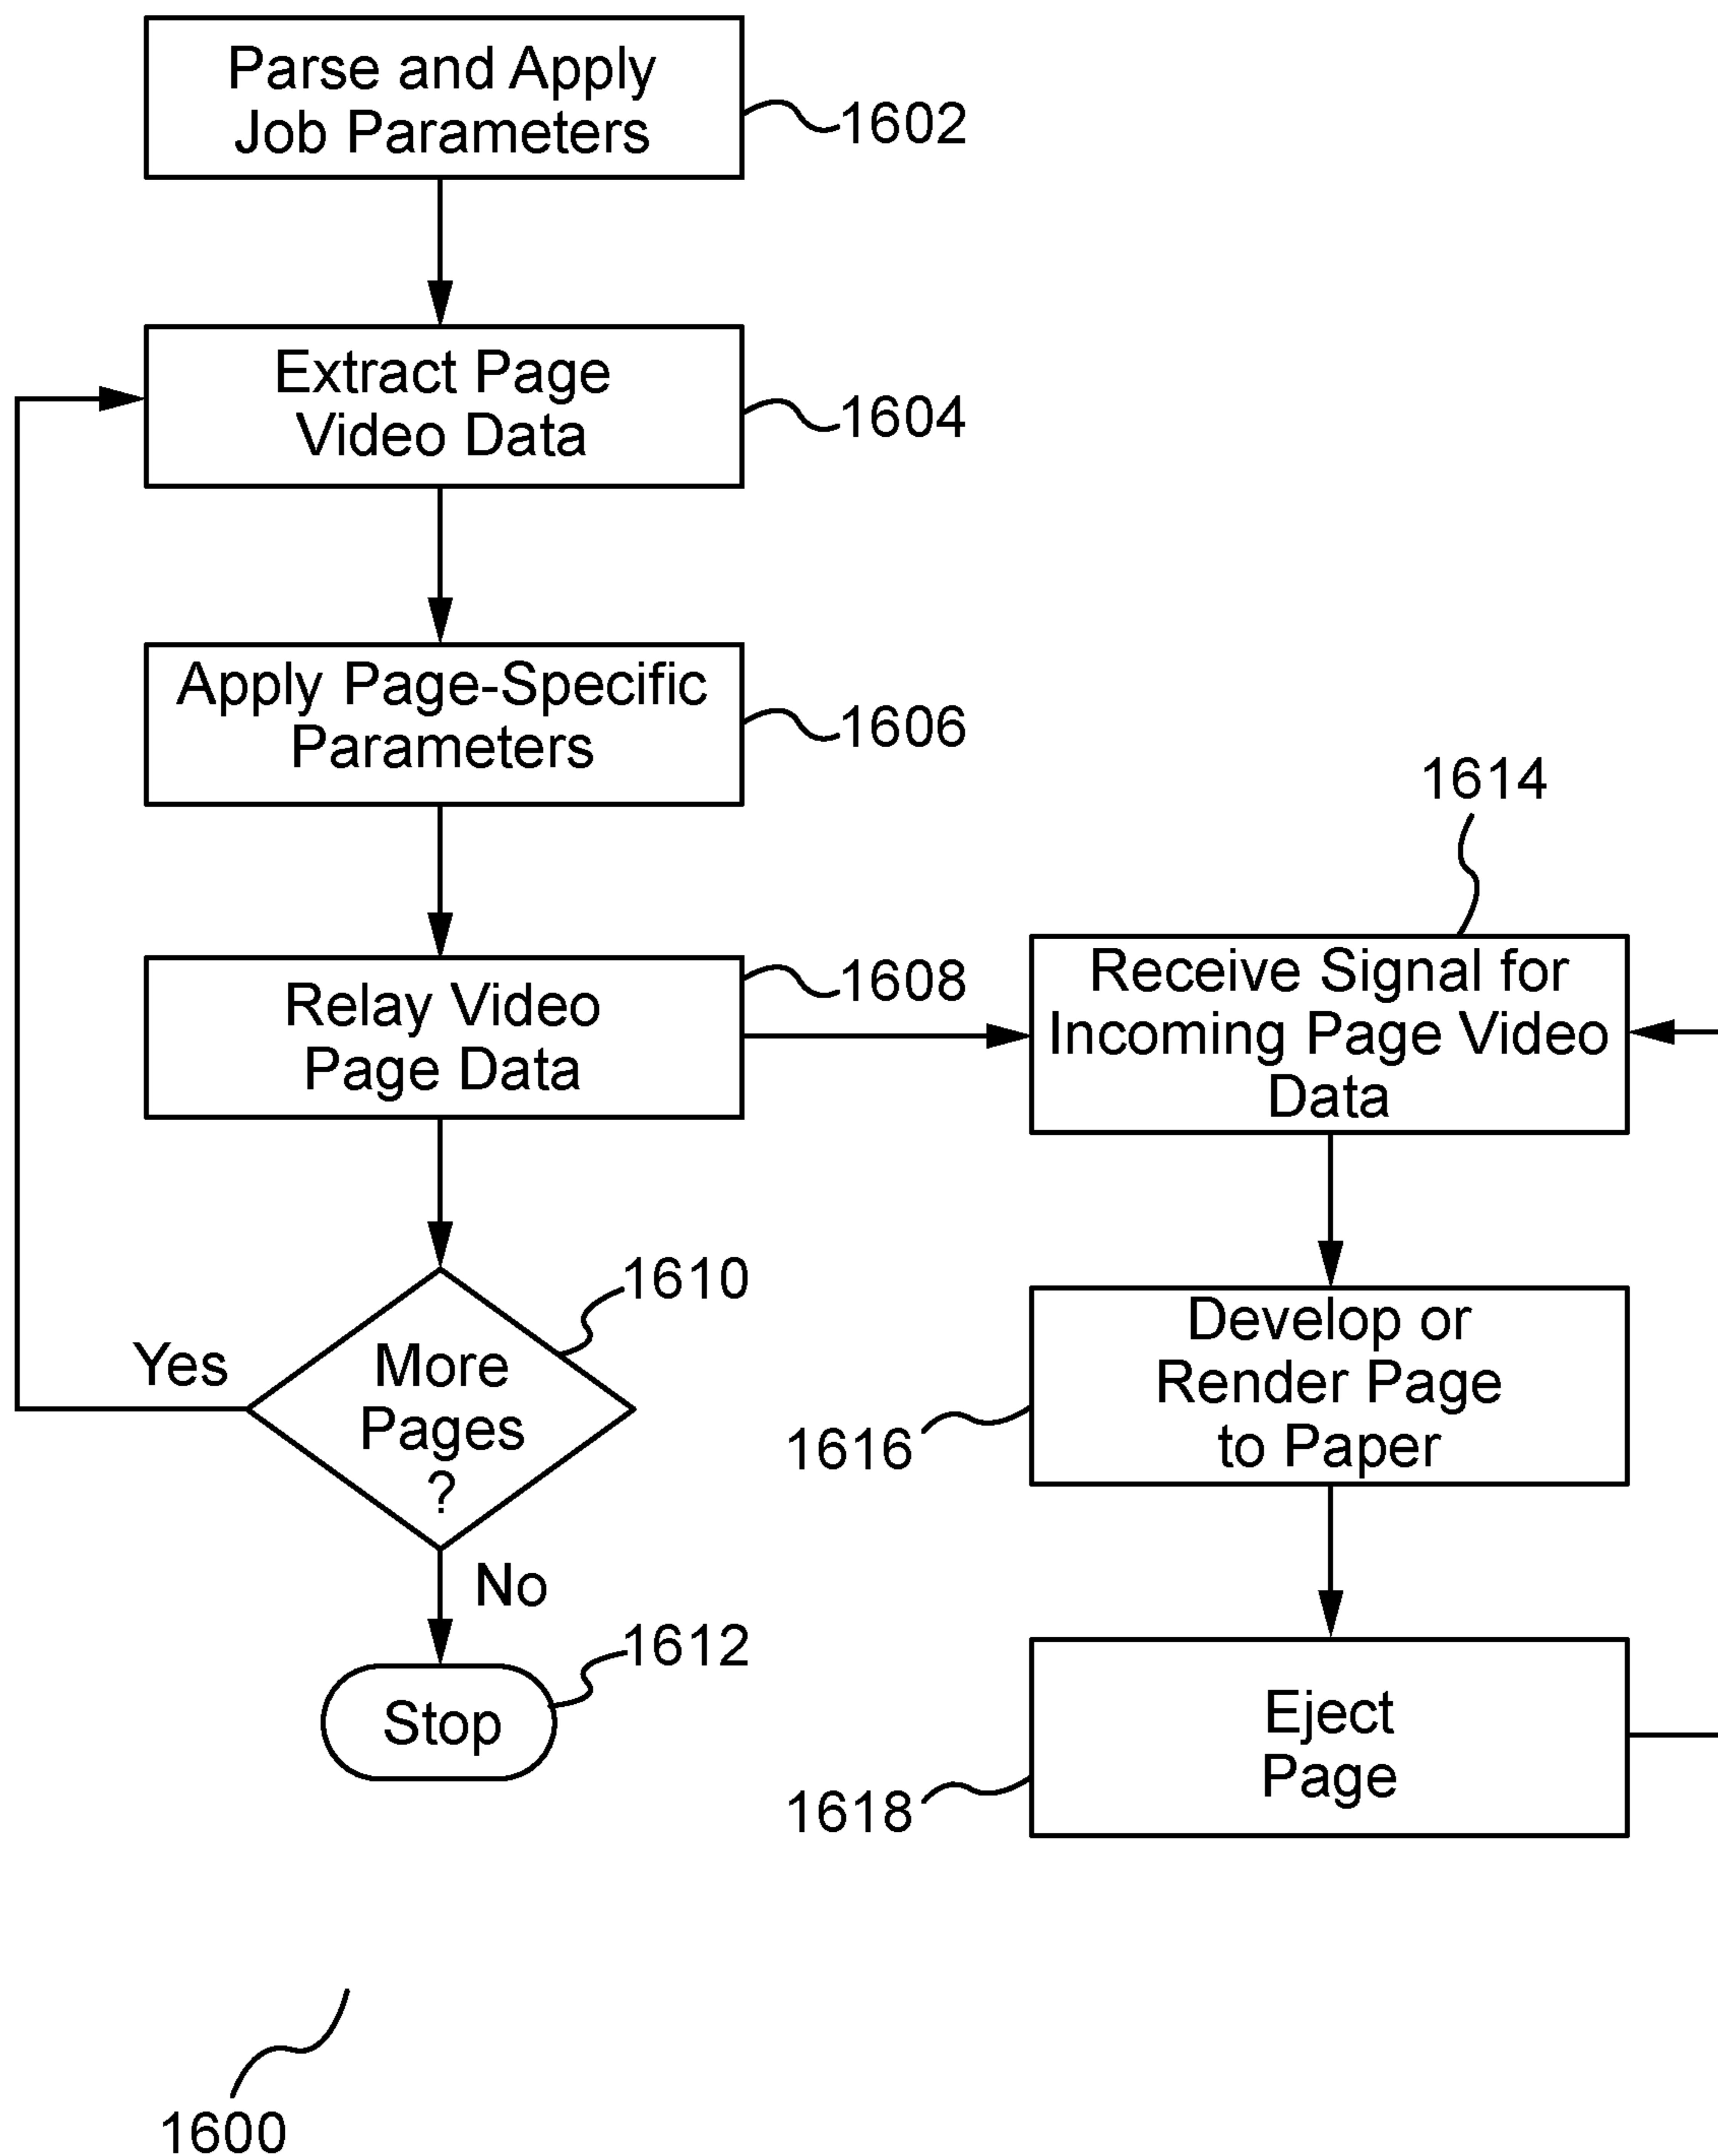 Parse and Apply
Job Parameters
1602
Extract Page
Video Data
1604
Apply Page-Specific
Parameters
1606
Relay Video
Page Data
1608
More
Pages
?
1610
Yes
No
Stop
1612
1614
Receive Signal for
Incoming Page Video
Data
Develop or
Render Page
to Paper
1616
Eject
Page
1618
1600